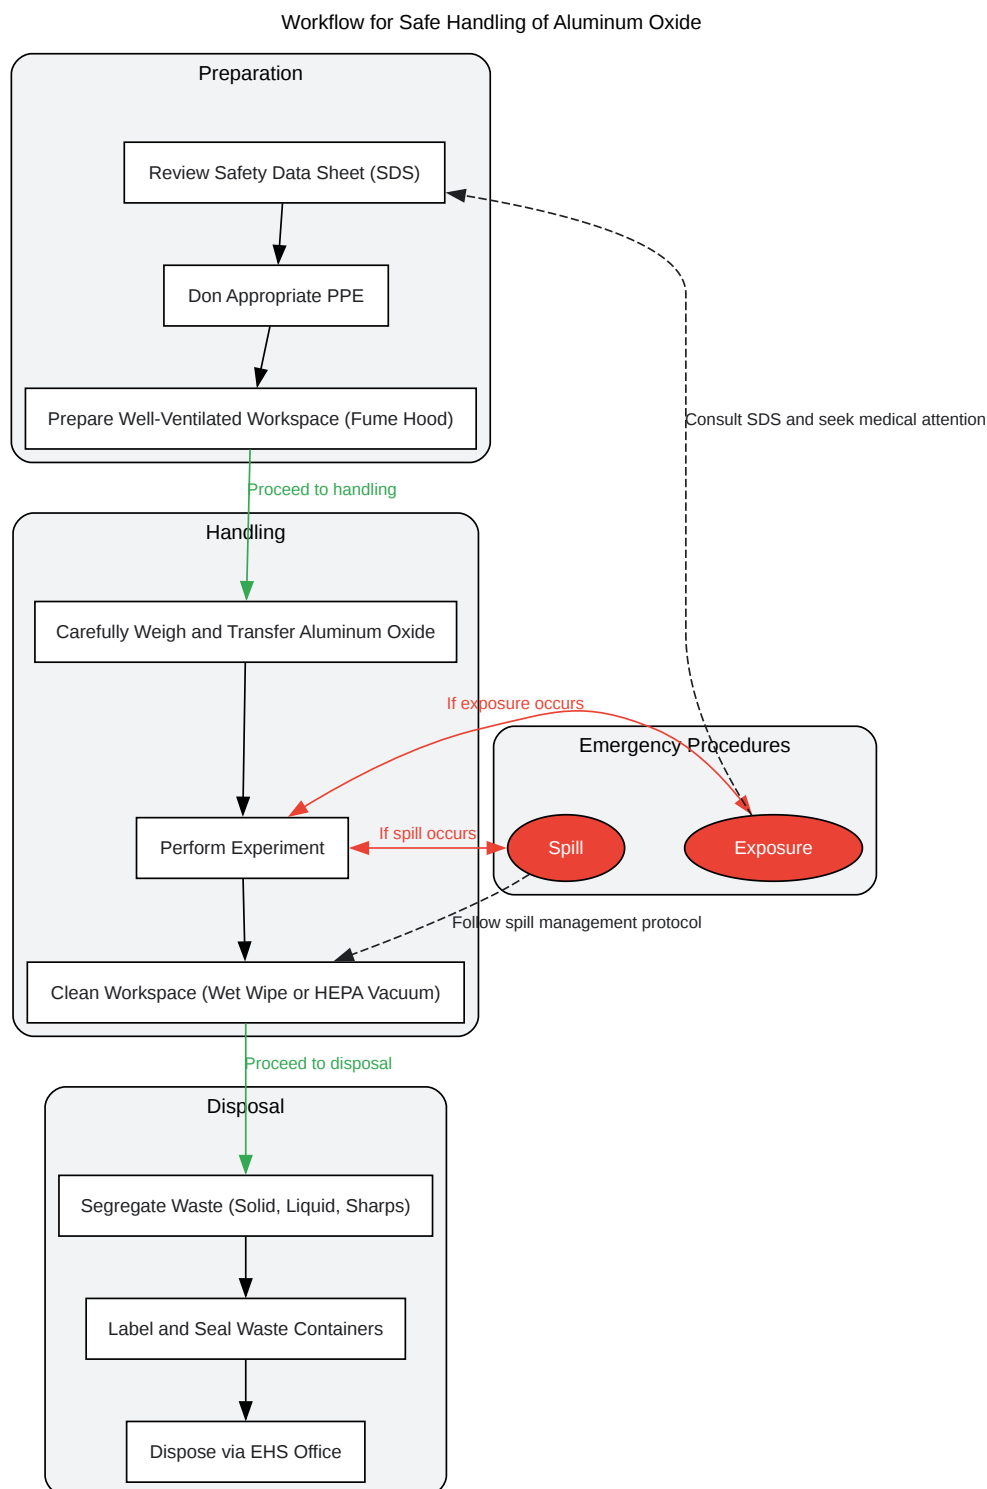 Workflow for Safe Handling of Aluminum Oxide
Preparation
Review Safety Data Sheet (SDS)
Don Appropriate PPE
Prepare Well-Ventilated Workspace (Fume Hood)
Consult SDS and seek medical attention
Proceed to handling
Handling
Carefully Weigh and Transfer Aluminum Oxide
If exposure occurs
Emergency Procedures
If spill occurs
Perform Experiment
Spill
Exposure
Follow spill management protocol
Clean Workspace (Wet Wipe or HEPA Vacuum)
Proceed to disposal
Disposal
Segregate Waste (Solid, Liquid, Sharps)
Label and Seal Waste Containers
Dispose via EHS Office